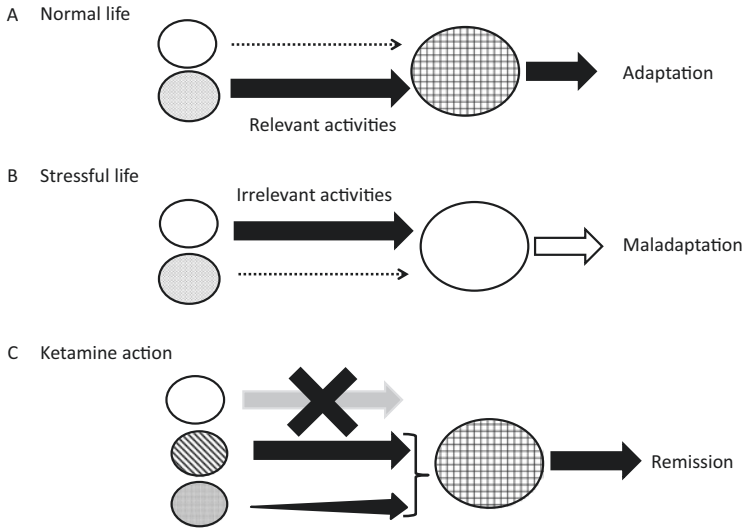 A Normal life
Relevant activities
Adaptation
B Stressful life
Irrelevant activities
Maladaptation
C Ketamine action
Remission